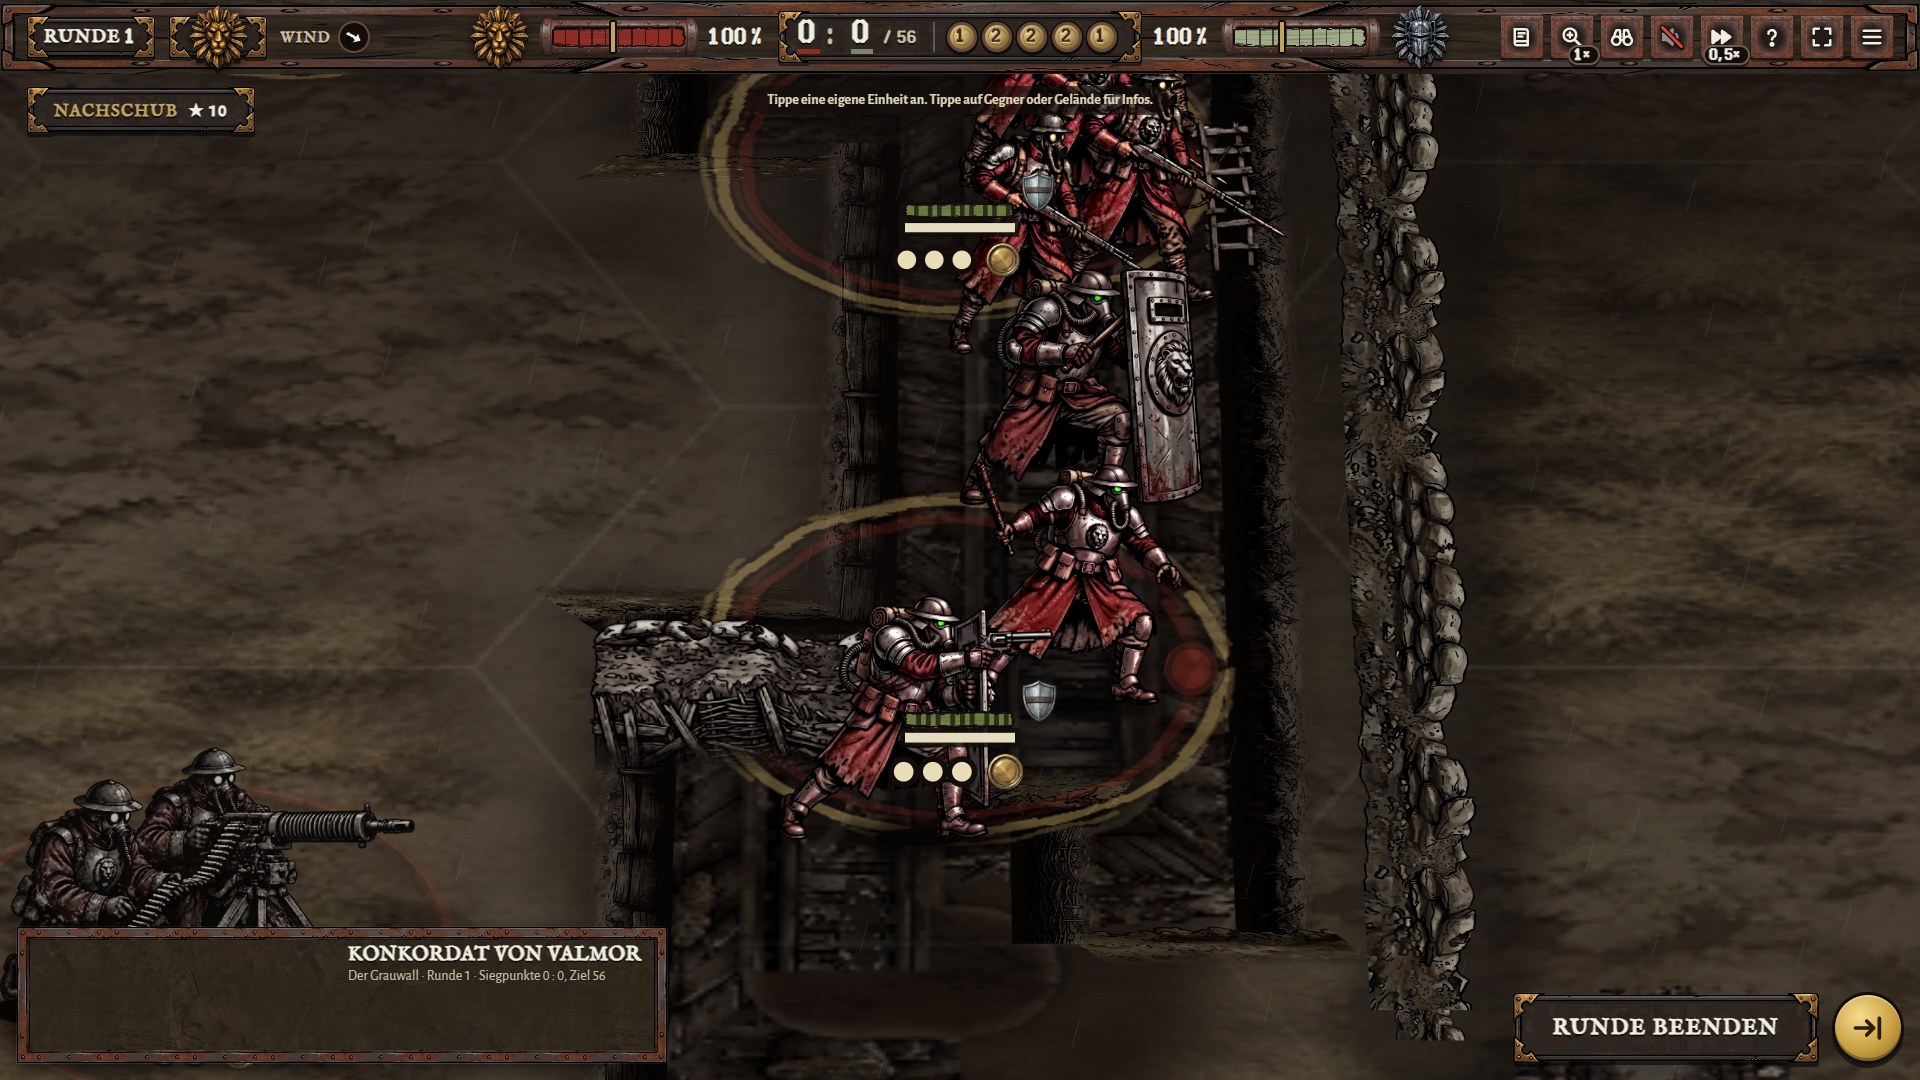 RUNDE 1
WIND
100 %
0 : 0 / 56
1 2 2 2 1
100 %
1×
0,5×
?
NACHSCHUB ★ 10
Tippe eine eigene Einheit an. Tippe auf Gegner oder Gelände für Infos.
KONKORDAT VON VALMOR
Der Grauwall · Runde 1 · Siegpunkte 0 : 0, Ziel 56
RUNDE BEENDEN